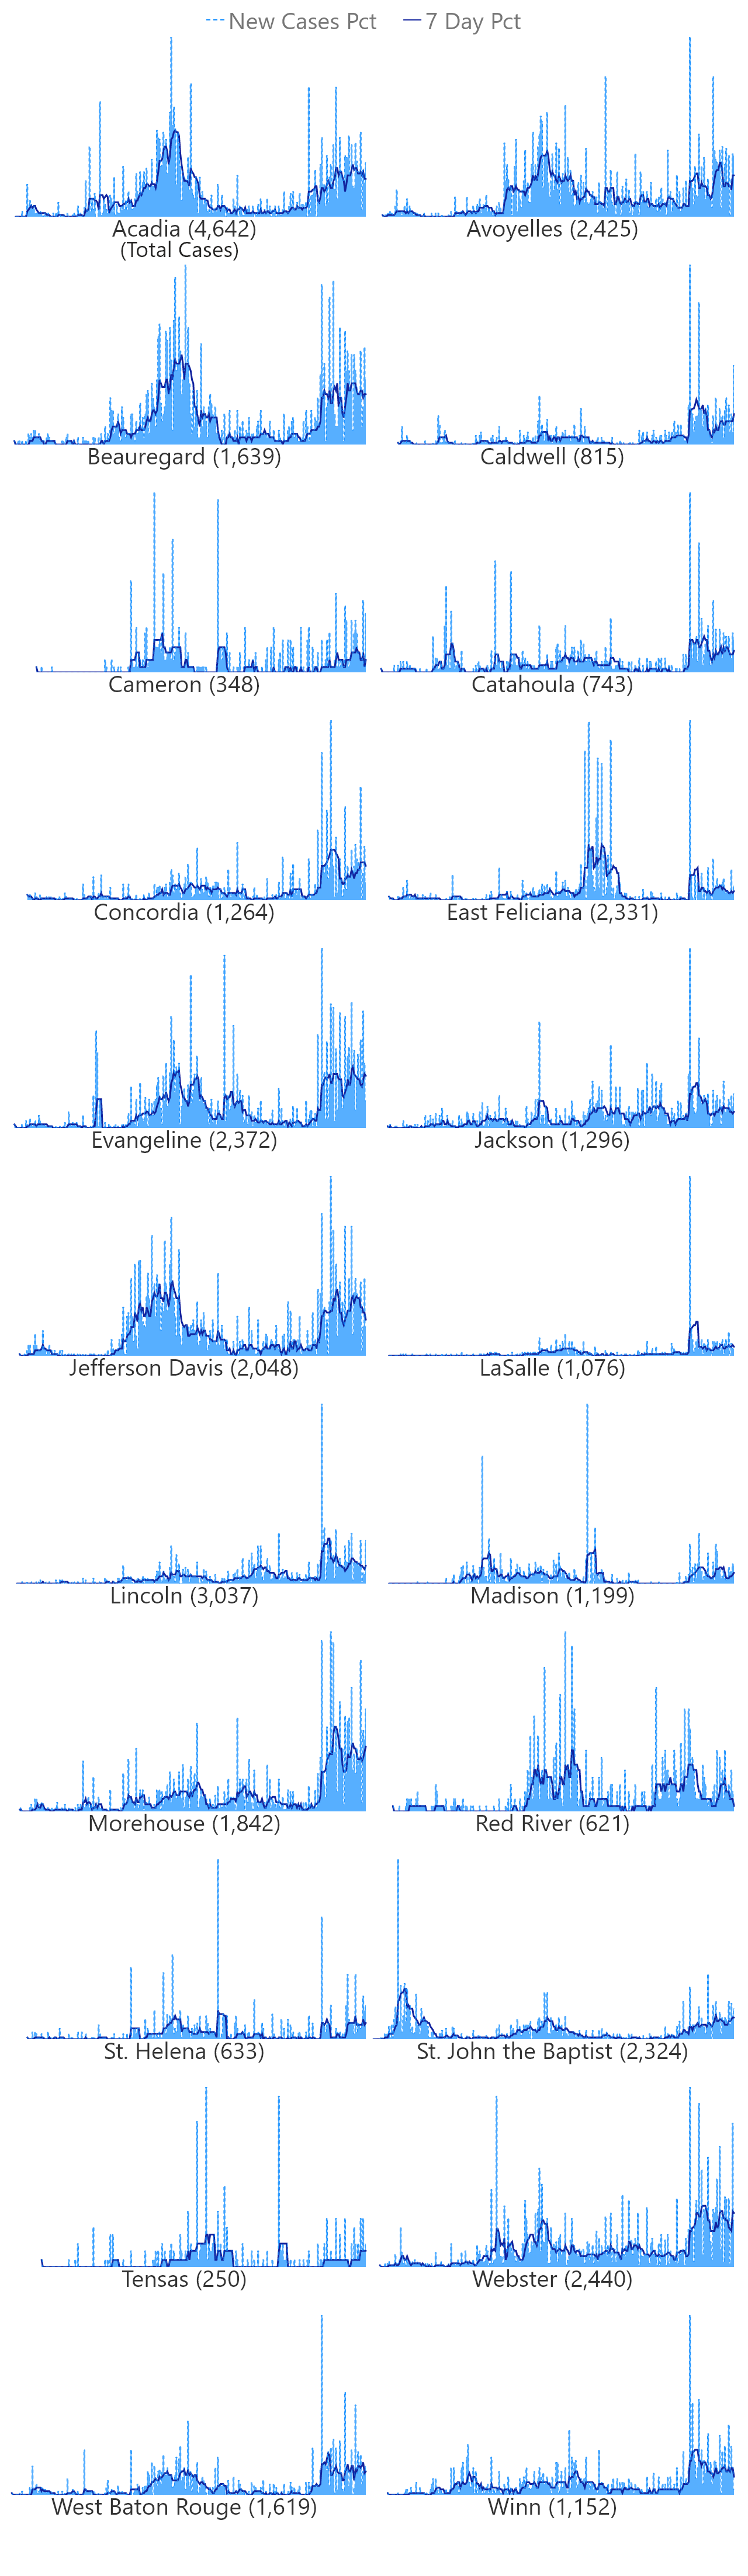 New Cases Pct 7 Day Pct
Acadia (4,642) Avoyelles (2,425)
(Total Cases)
Beauregard (1,639) Caldwell (815)
Cameron (348) Catahoula (743)
Concordia (1,264) East Feliciana (2,331)
Evangeline (2,372) Jackson (1,296)
Jefferson Davis (2,048) LaSalle (1,076)
Lincoln (3,037) Madison (1,199)
Morehouse (1,842) Red River (621)
St. Helena (633) St. John the Baptist (2,324)
Tensas (250) Webster (2,440)
West Baton Rouge (1,619) Winn (1,152)